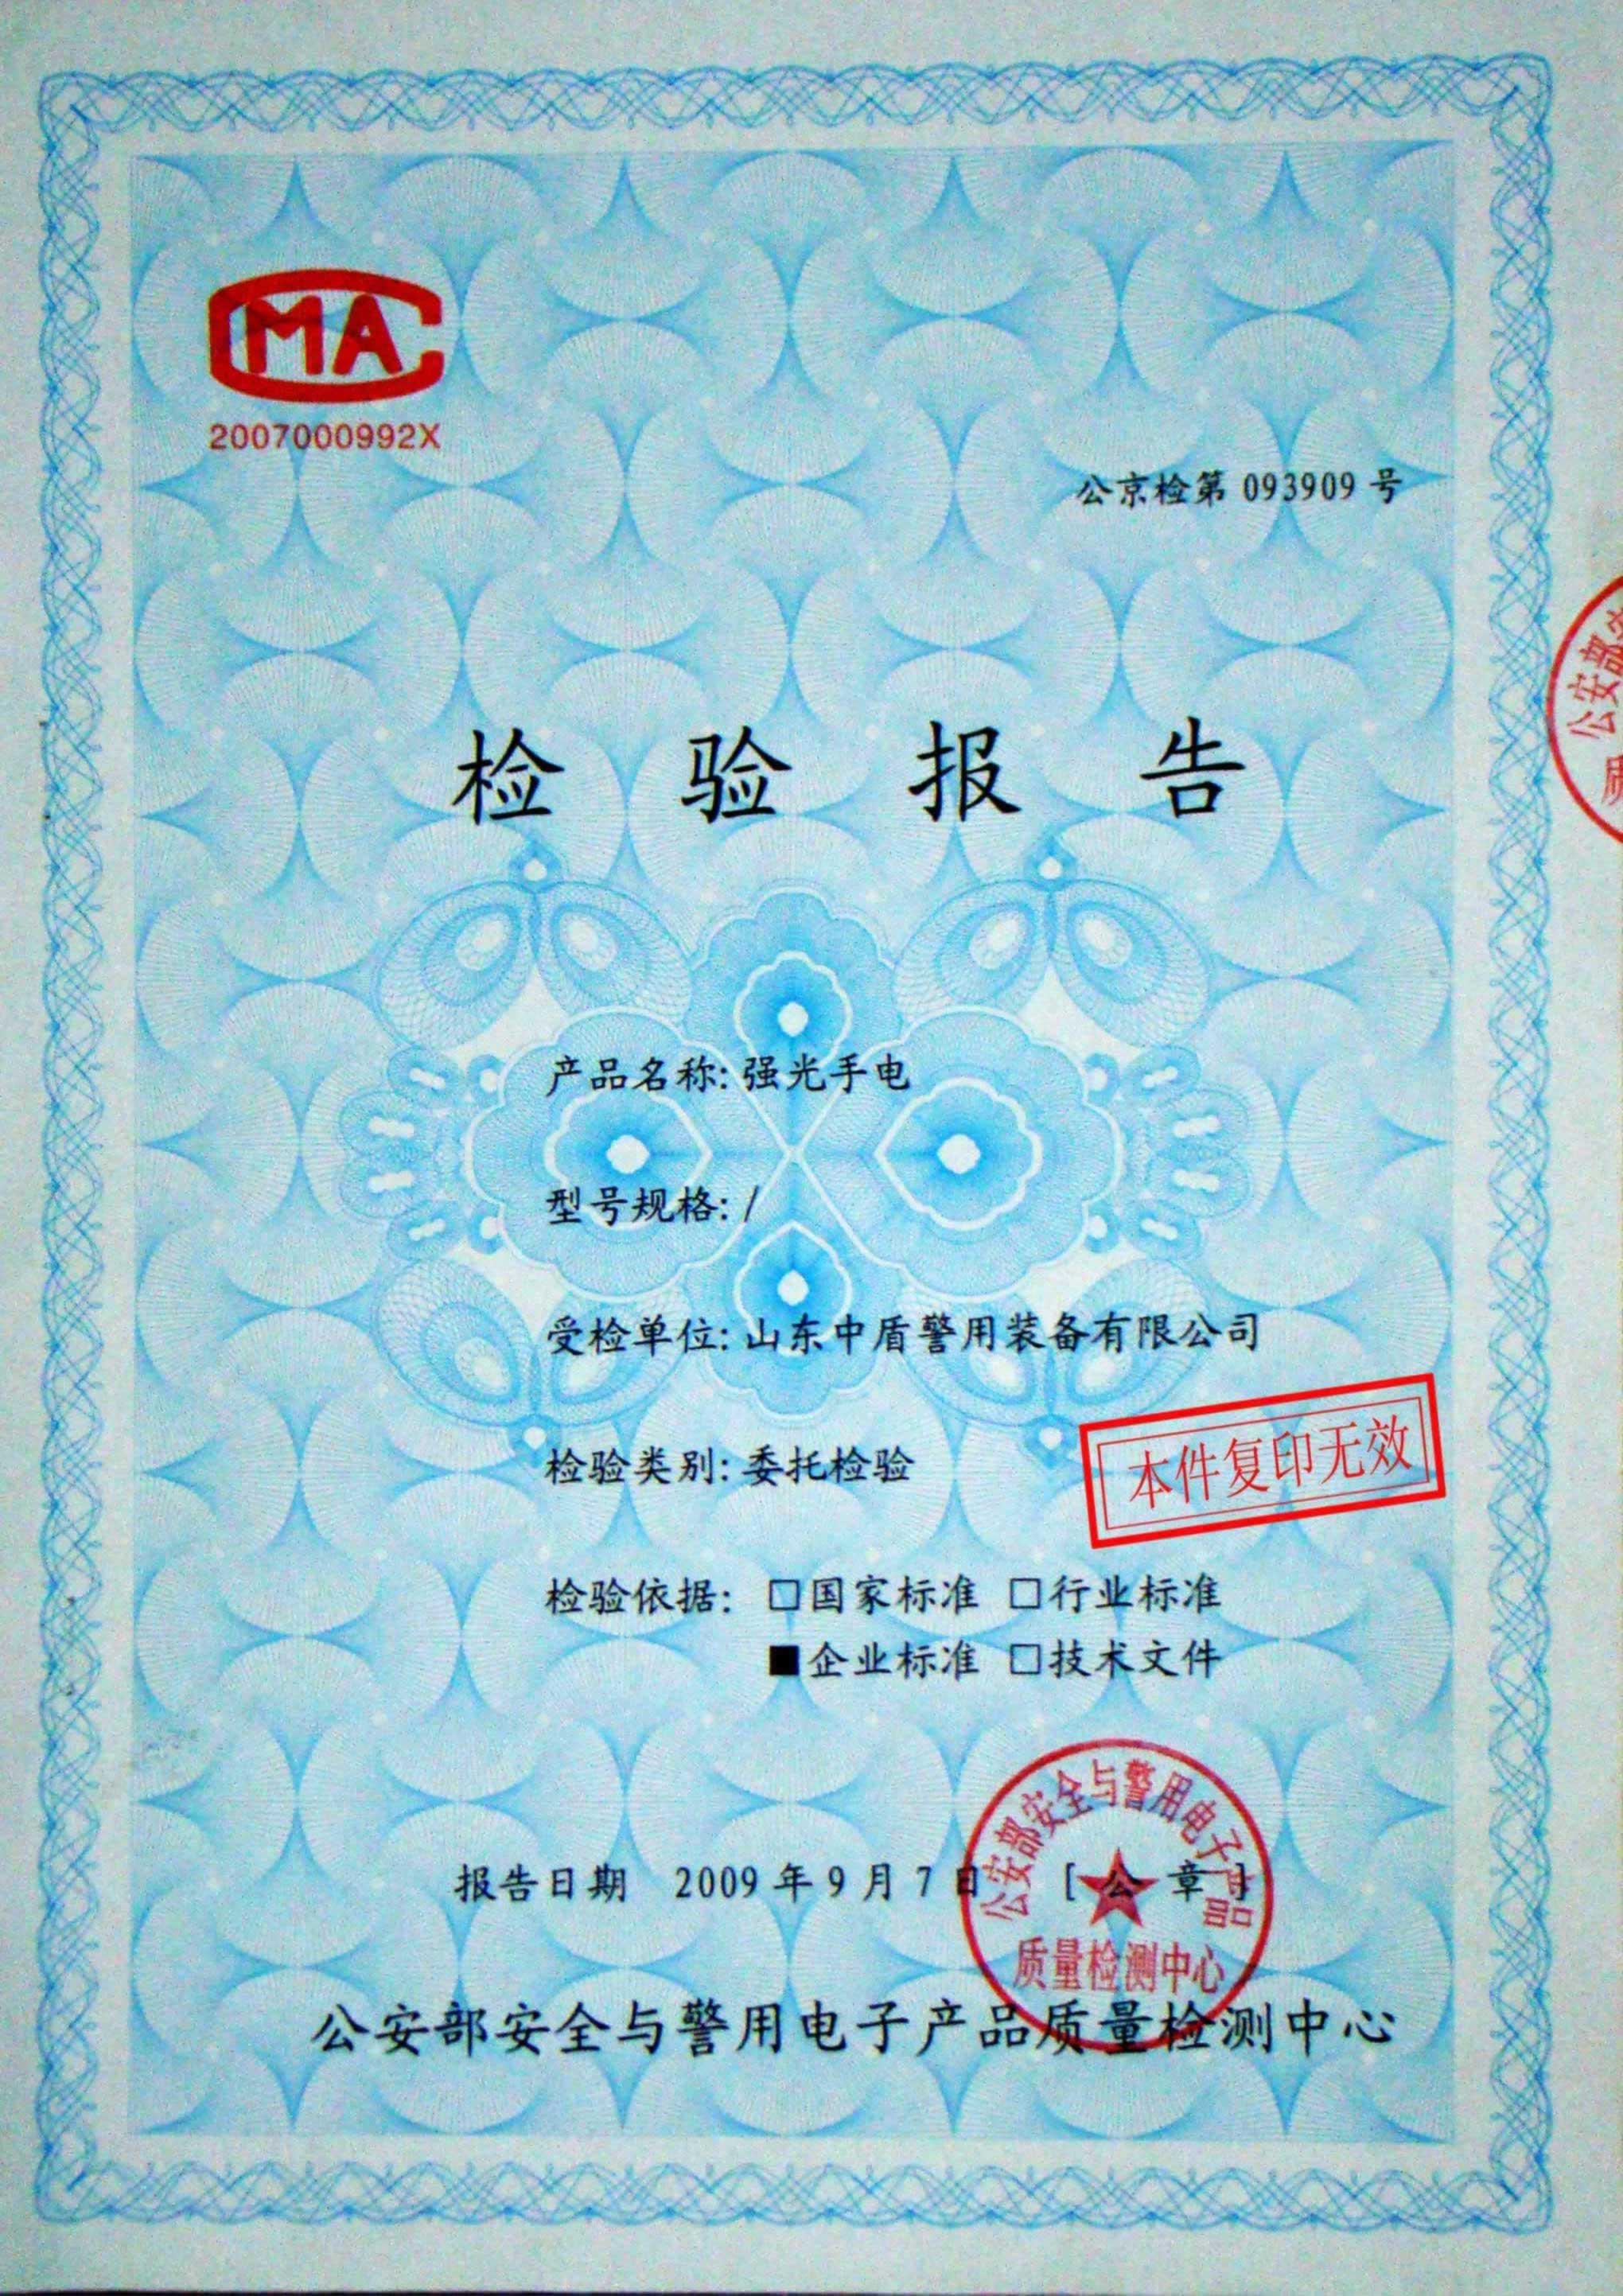 CMA
2007000992X
公京检第 093909 号
检 验 报 告
产品名称: 强光手电
型号规格: /
受检单位: 山东中盾警用装备有限公司
检验类别: 委托检验
本件复印无效
检验依据: □国家标准 □行业标准
■企业标准 □技术文件
报告日期 2009 年 9 月 7 日 [ 公 章 ]
公安部安全与警用电子产品
质量检测中心
公安部安全与警用电子产品质量检测中心
公安部安
质